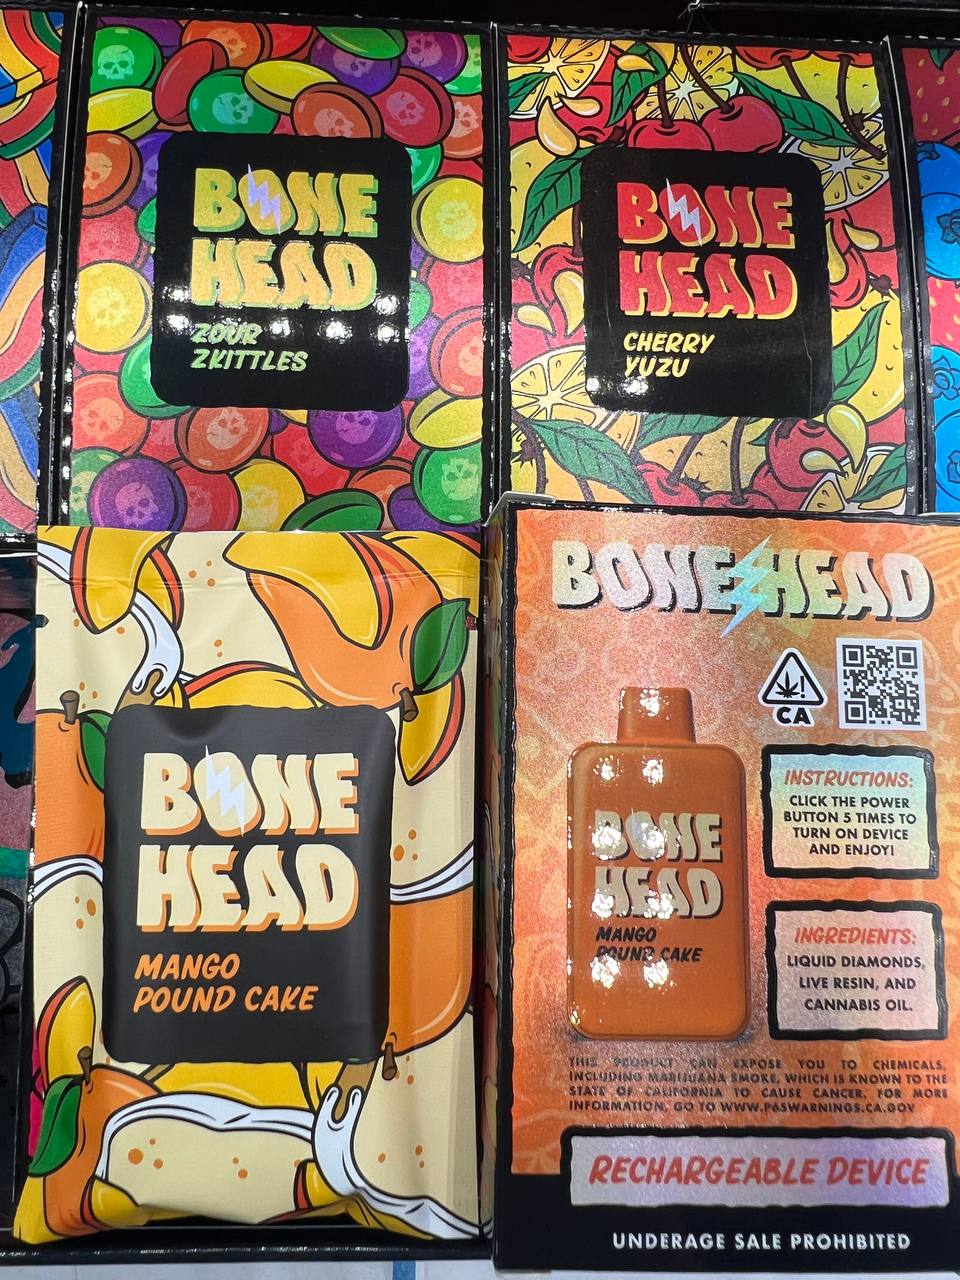 BONE
HEAD
ZOUR
ZKITTLES
BONE
HEAD
CHERRY
YUZU
BONE
HEAD
MANGO
POUND CAKE
BONE HEAD
CA
INSTRUCTIONS:
CLICK THE POWER
BUTTON 5 TIMES TO
TURN ON DEVICE
AND ENJOY!
BONE
HEAD
MANGO
POUND CAKE
INGREDIENTS:
LIQUID DIAMONDS,
LIVE RESIN, AND
CANNABIS OIL.
THIS PRODUCT CAN EXPOSE YOU TO CHEMICALS,
INCLUDING MARIJUANA SMOKE, WHICH IS KNOWN TO THE
STATE OF CALIFORNIA TO CAUSE CANCER. FOR MORE
INFORMATION, GO TO WWW.P65WARNINGS.CA.GOV
RECHARGEABLE DEVICE
UNDERAGE SALE PROHIBITED